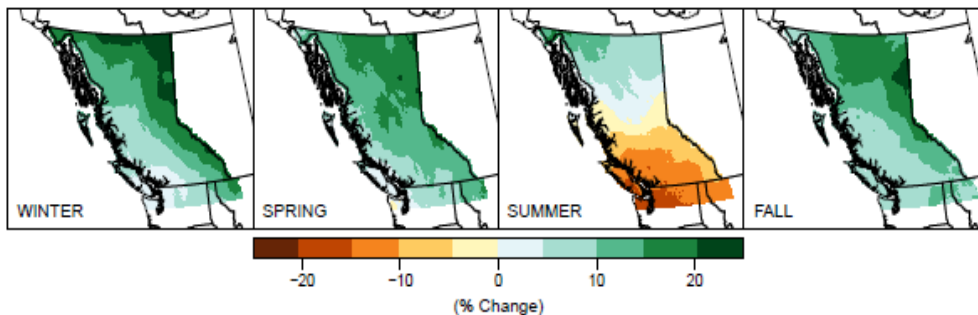 WINTER
SPRING
SUMMER
FALL
−20
−10
0
10
20
(% Change)